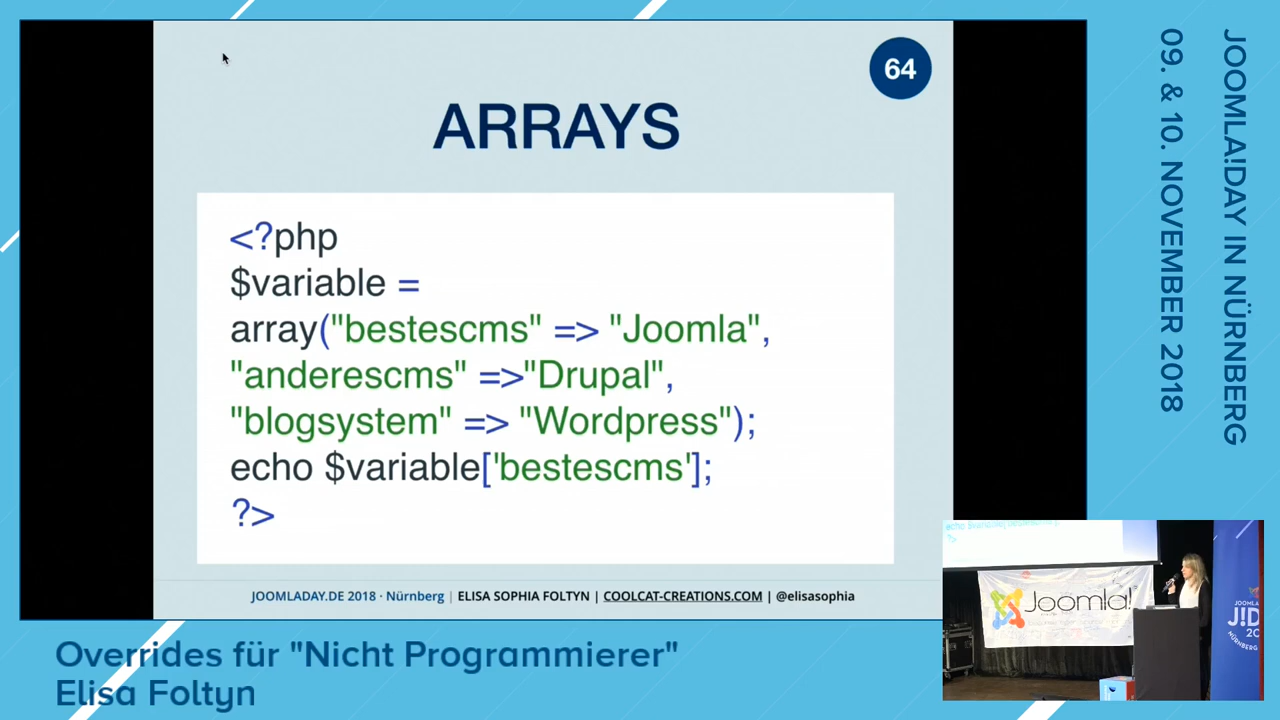 64
ARRAYS
<?php
$variable =
array("bestescms" => "Joomla",
"anderescms" =>"Drupal",
"blogsystem" => "Wordpress");
echo $variable['bestescms'];
?>
JOOMLADAY.DE 2018 · Nürnberg | ELISA SOPHIA FOLTYN | COOLCAT-CREATIONS.COM | @elisasophia
JOOMLA!DAY IN NÜRNBERG
09. & 10. NOVEMBER 2018
Joomla!
Overrides für "Nicht Programmierer"
Elisa Foltyn